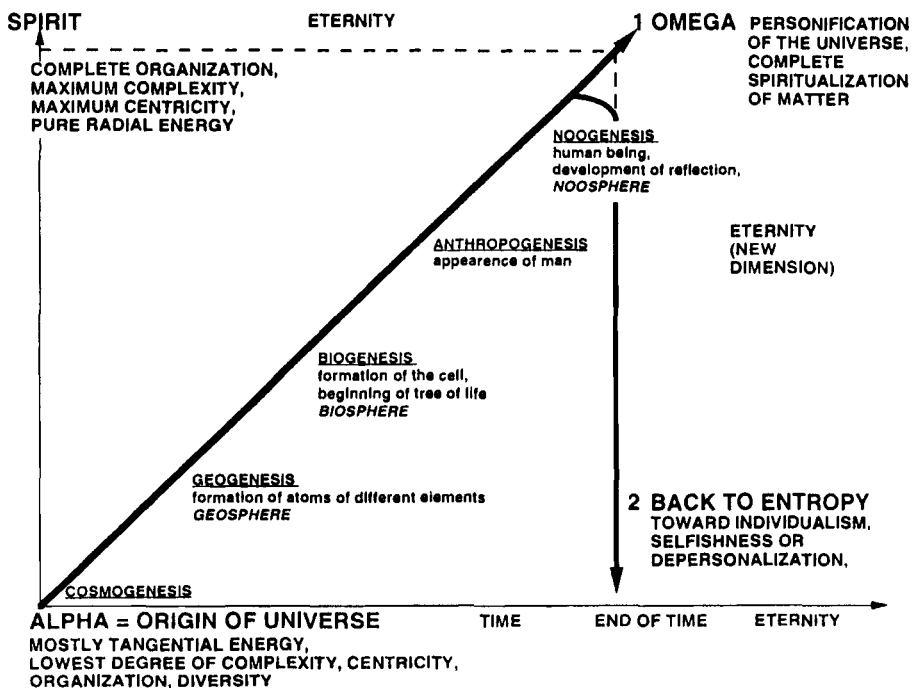 SPIRIT
ETERNITY
1 OMEGA
PERSONIFICATION
OF THE UNIVERSE,
COMPLETE
SPIRITUALIZATION
OF MATTER
COMPLETE ORGANIZATION,
MAXIMUM COMPLEXITY,
MAXIMUM CENTRICITY,
PURE RADIAL ENERGY
NOOGENESIS
human being,
development of reflection,
NOOSPHERE
ETERNITY
(NEW
DIMENSION)
ANTHROPOGENESIS
appearence of man
BIOGENESIS
formation of the cell,
beginning of tree of life
BIOSPHERE
GEOGENESIS
formation of atoms of different elements
GEOSPHERE
2 BACK TO ENTROPY
TOWARD INDIVIDUALISM,
SELFISHNESS OR
DEPERSONALIZATION,
COSMOGENESIS
ALPHA = ORIGIN OF UNIVERSE
TIME
END OF TIME
ETERNITY
MOSTLY TANGENTIAL ENERGY,
LOWEST DEGREE OF COMPLEXITY, CENTRICITY,
ORGANIZATION, DIVERSITY